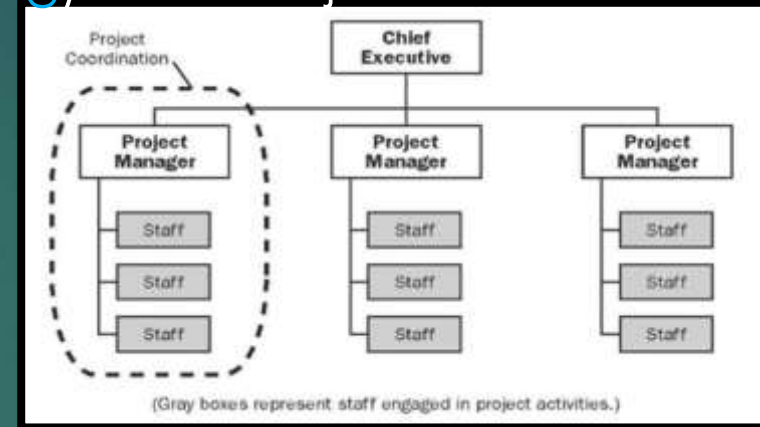 Project
Coordination
Chief
Executive
Project
Manager
Project
Manager
Project
Manager
Staff
Staff
Staff
Staff
Staff
Staff
Staff
Staff
Staff
(Gray boxes represent staff engaged in project activities.)